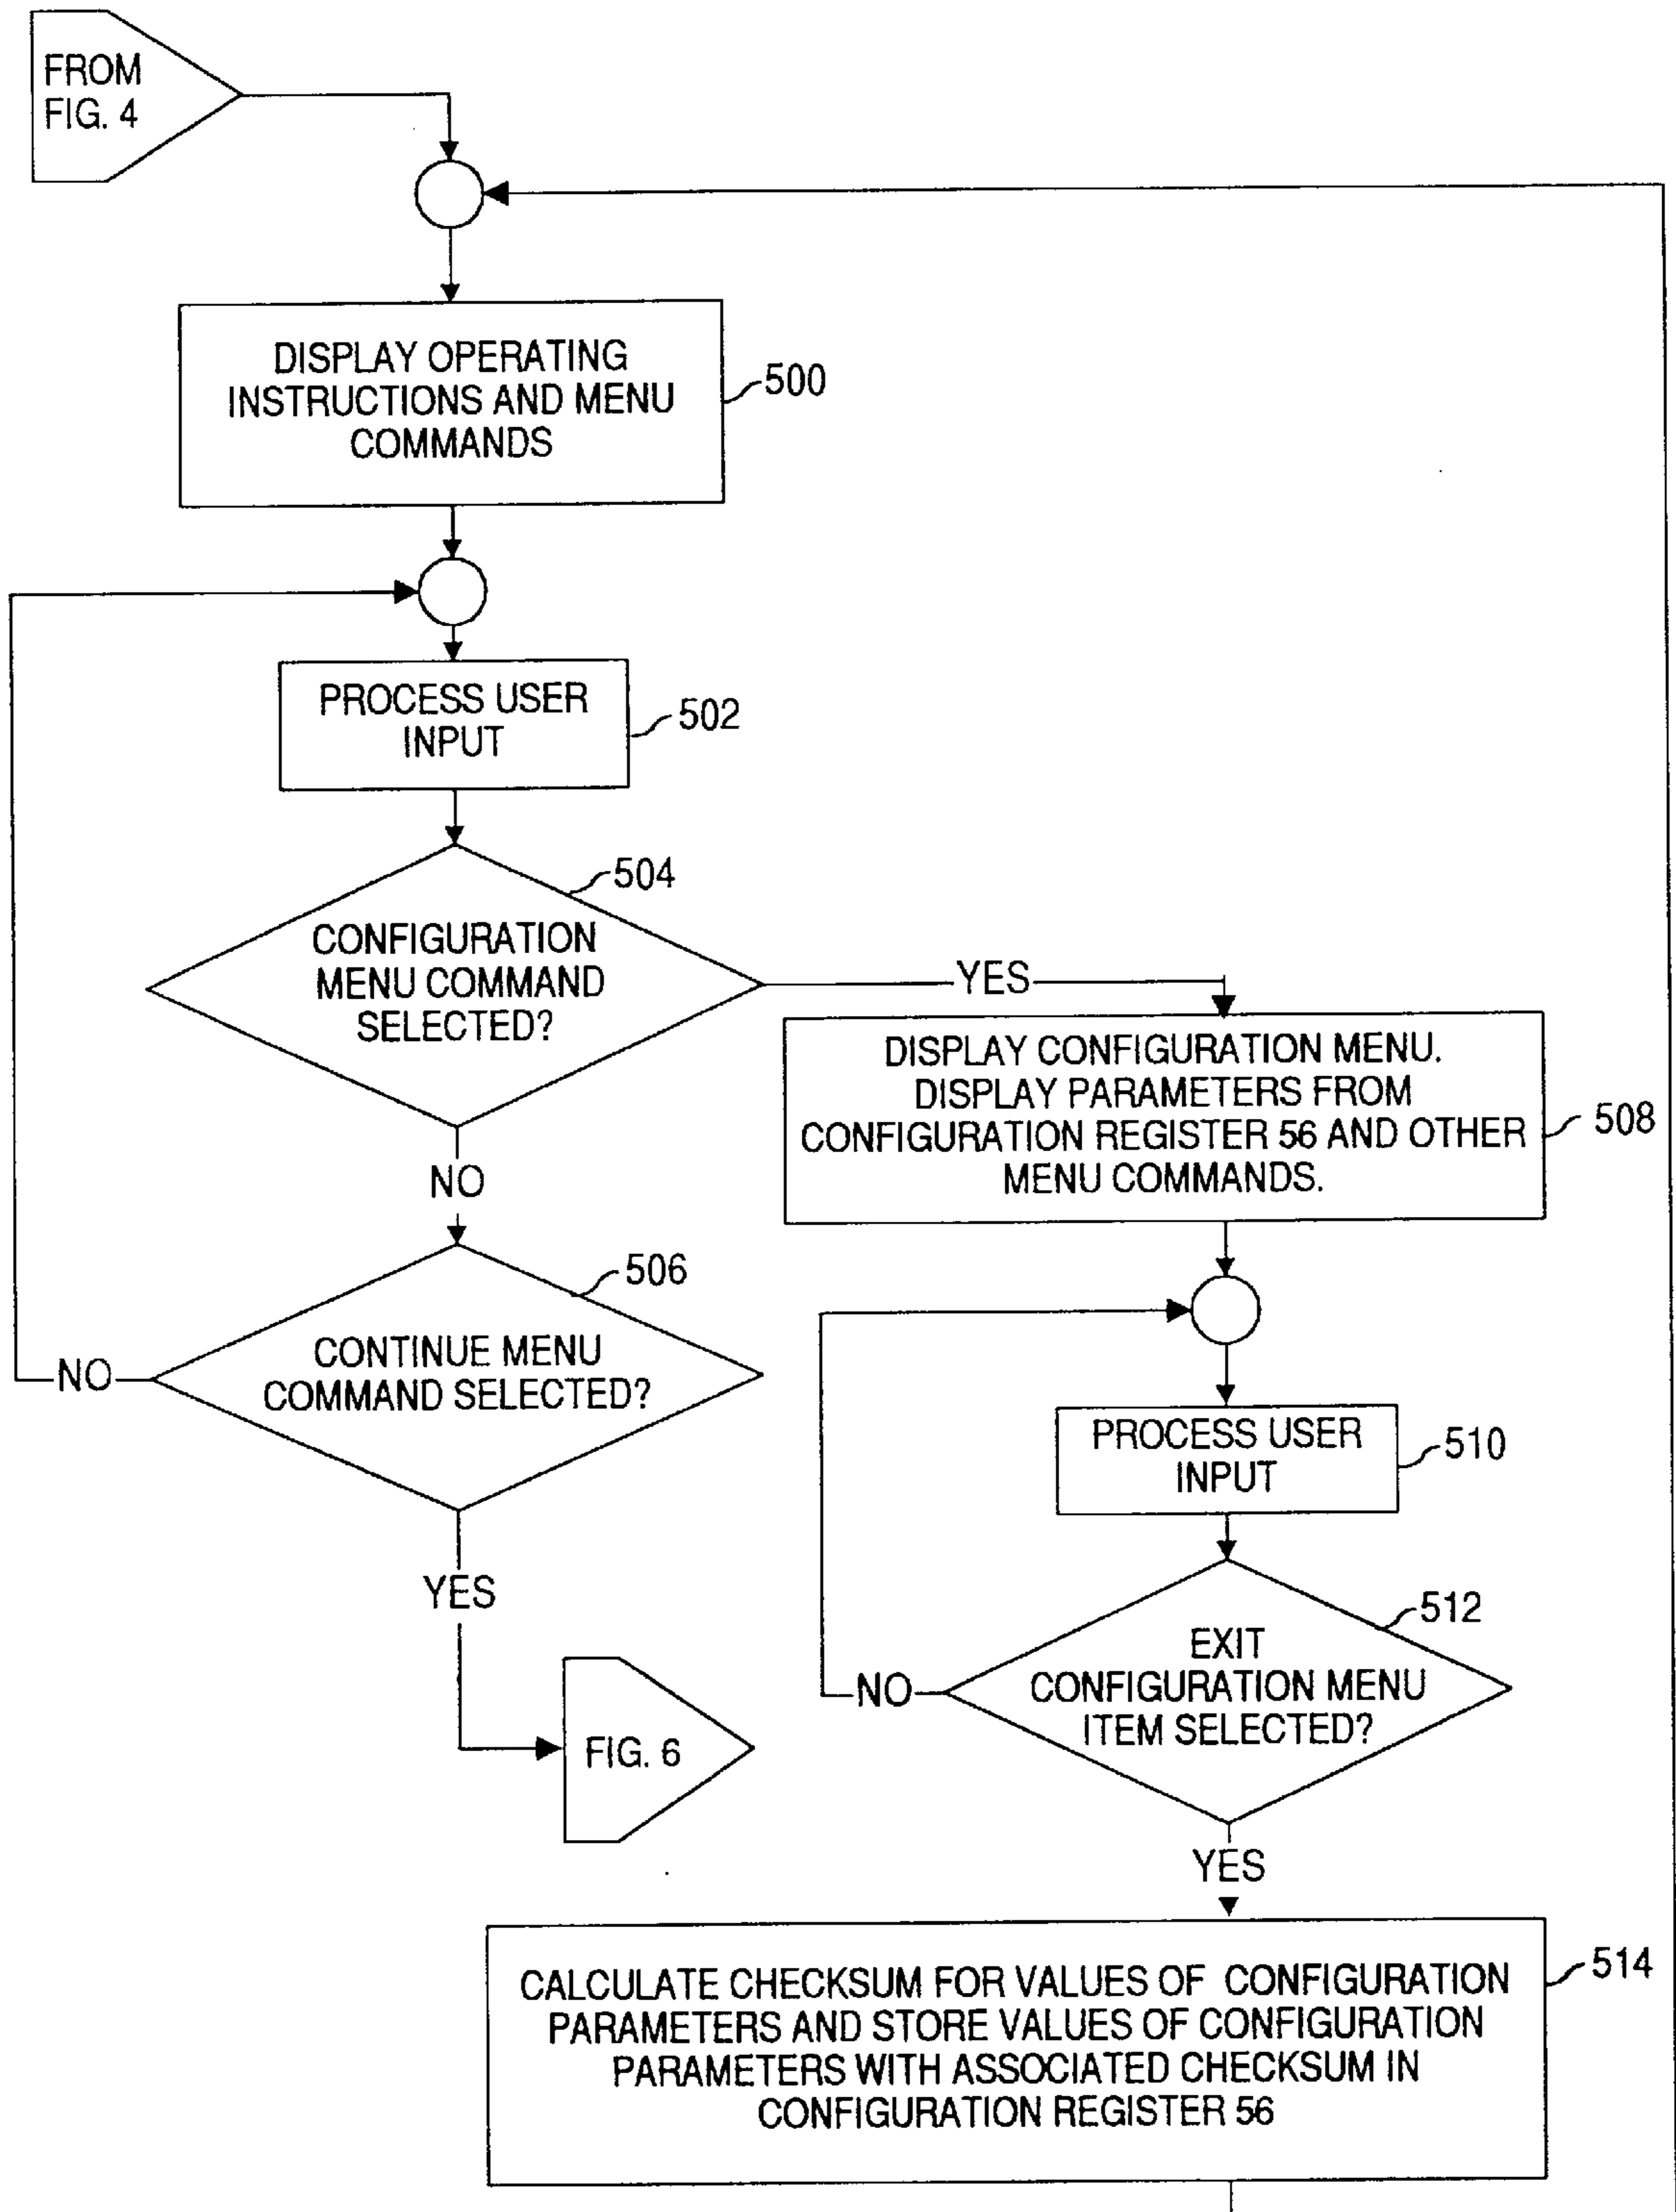 FROM
FIG. 4
DISPLAY OPERATING
INSTRUCTIONS AND MENU
COMMANDS
500
PROCESS USER
INPUT
502
504
CONFIGURATION
MENU COMMAND
SELECTED?
YES
NO
DISPLAY CONFIGURATION MENU.
DISPLAY PARAMETERS FROM
CONFIGURATION REGISTER 56 AND OTHER
MENU COMMANDS.
508
506
CONTINUE MENU
COMMAND SELECTED?
NO
YES
FIG. 6
PROCESS USER
INPUT
510
512
EXIT
CONFIGURATION MENU
ITEM SELECTED?
NO
YES
CALCULATE CHECKSUM FOR VALUES OF CONFIGURATION
PARAMETERS AND STORE VALUES OF CONFIGURATION
PARAMETERS WITH ASSOCIATED CHECKSUM IN
CONFIGURATION REGISTER 56
514